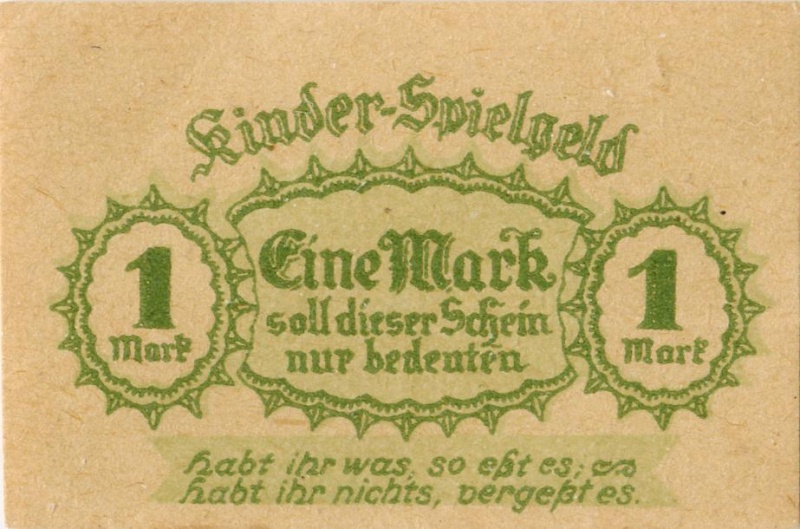 Kinder-Spielgeld
Eine Mark
soll dieser Schein
nur bedeuten
1
Mark
1
Mark
habt ihr was, so eßt es;
habt ihr nichts, vergeßt es.